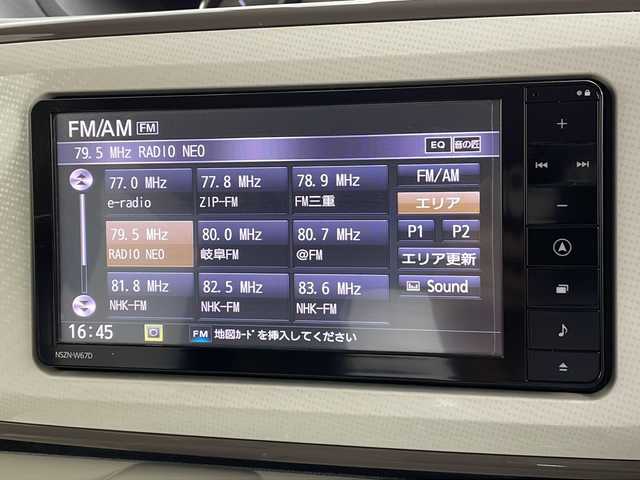 FM/AM FM
79.5 MHz RADIO NEO EQ 音の匠
77.0 MHz 77.8 MHz 78.9 MHz FM/AM
e-radio ZIP-FM FM三重 エリア
79.5 MHz 80.0 MHz 80.7 MHz P1 P2
RADIO NEO 岐阜FM @FM エリア更新
81.8 MHz 82.5 MHz 83.6 MHz Sound
NHK-FM NHK-FM NHK-FM
16:45 FM 地図ｶｰﾄﾞを挿入してください
NSZN-W67D